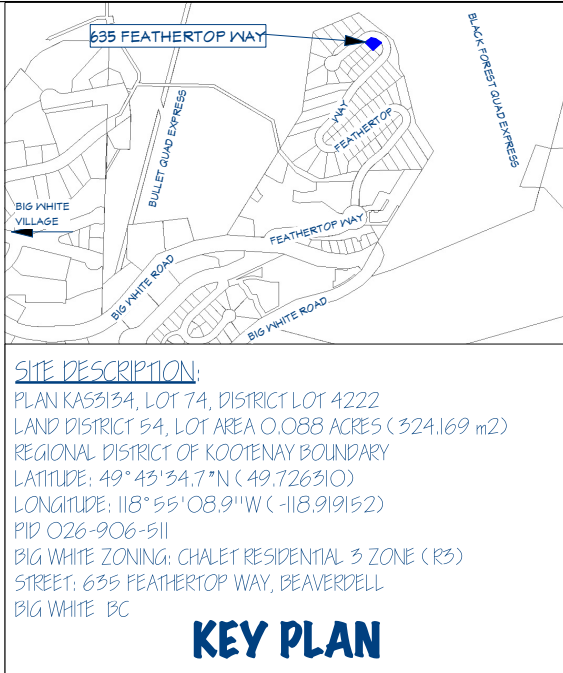 635 FEATHERTOP WAY
BLACK FOREST QUAD EXPRESS
BULLET QUAD EXPRESS
WAY
FEATHERTOP
BIG WHITE
VILLAGE
FEATHERTOP WAY
BIG WHITE ROAD
BIG WHITE ROAD
SITE DESCRIPTION:
PLAN KAS3134, LOT 74, DISTRICT LOT 4222
LAND DISTRICT 54, LOT AREA 0.088 ACRES ( 324.169 m2)
REGIONAL DISTRICT OF KOOTENAY BOUNDARY
LATITUDE: 49°43'34.7"N ( 49.726310)
LONGITUDE: 118°55'08.9''W ( -118.919152)
PID 026-906-511
BIG WHITE ZONING: CHALET RESIDENTIAL 3 ZONE ( R3)
STREET: 635 FEATHERTOP WAY, BEAVERDELL
BIG WHITE BC
KEY PLAN